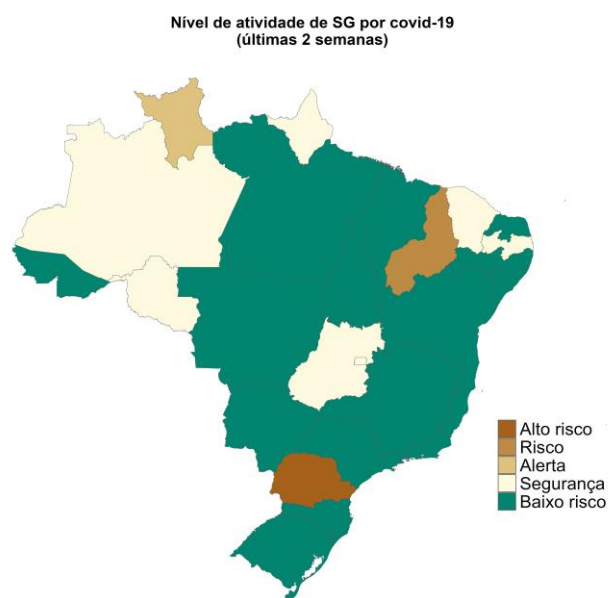 Nível de atividade de SG por covid-19
(últimas 2 semanas)
Alto risco
Risco
Alerta
Segurança
Baixo risco